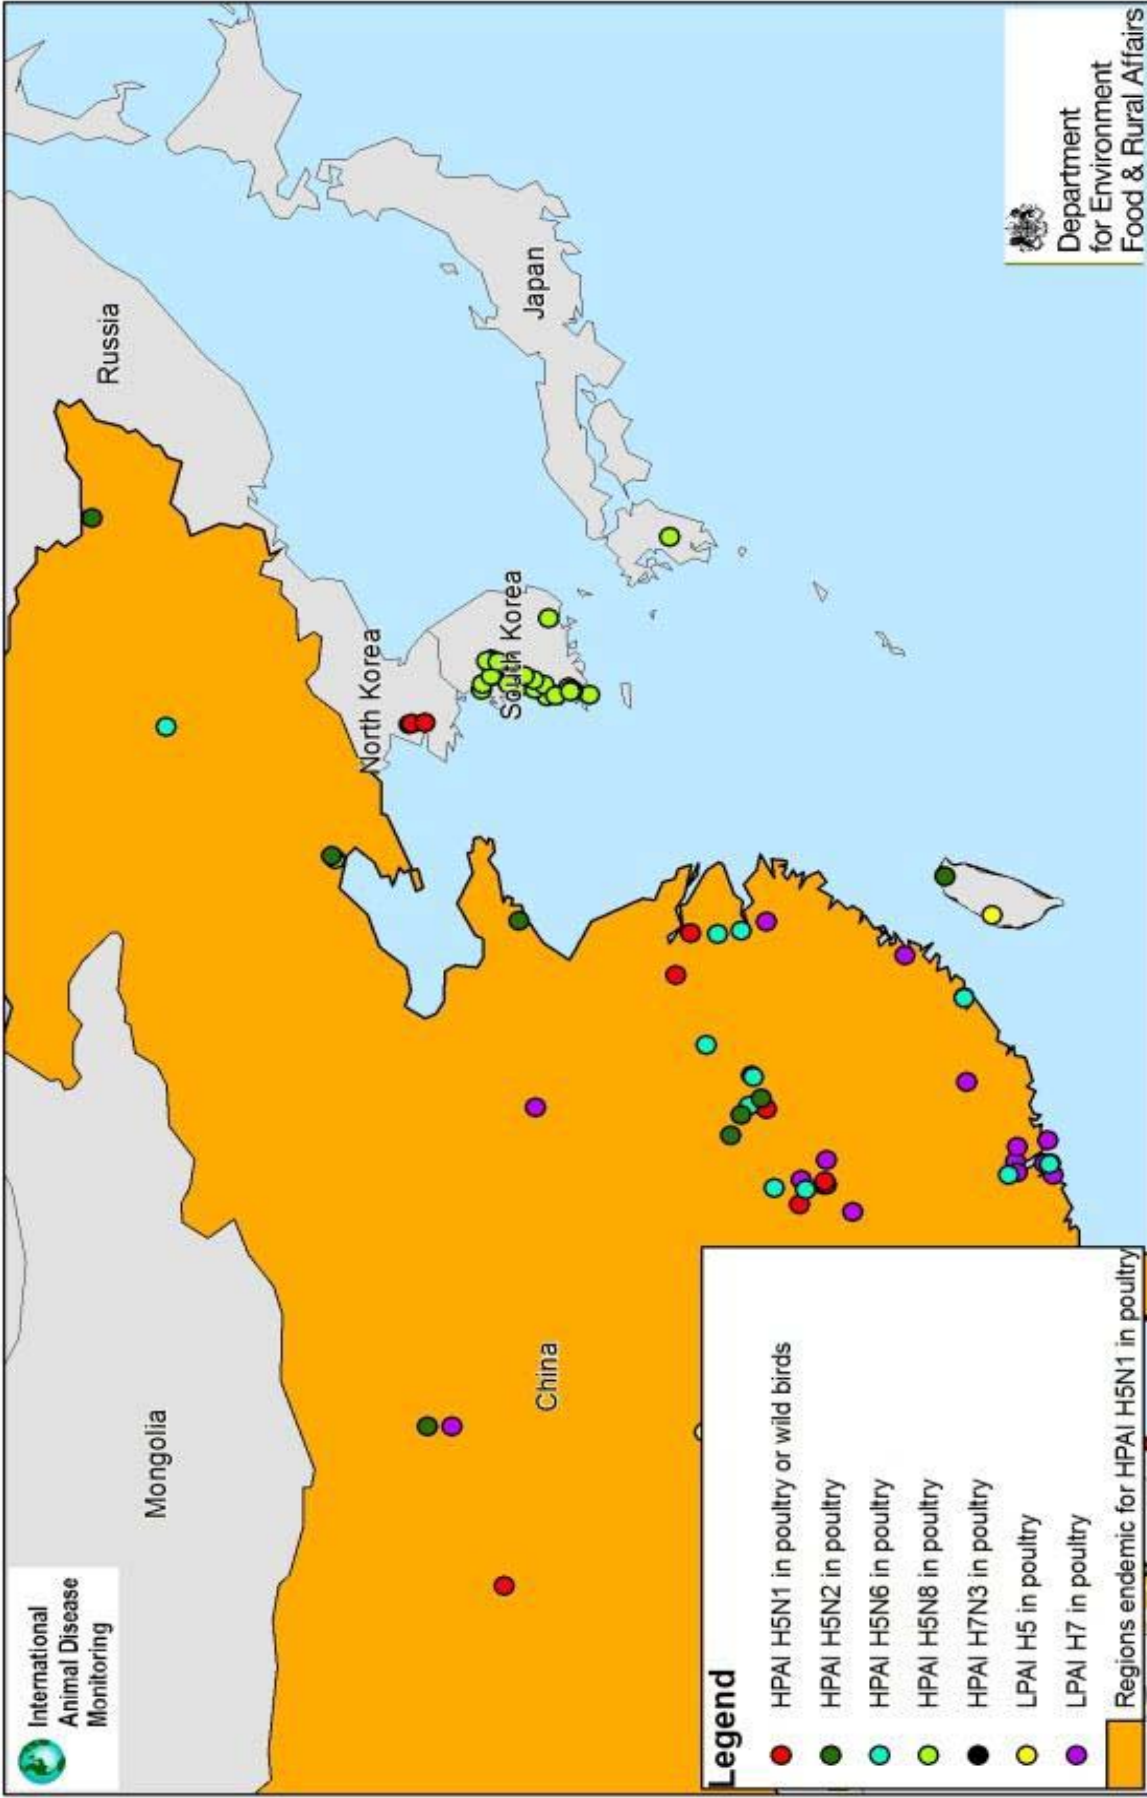 International
Animal Disease
Monitoring
Mongolia
Russia
China
North Korea
South Korea
Japan
Legend
HPAI H5N1 in poultry or wild birds
HPAI H5N2 in poultry
HPAI H5N6 in poultry
HPAI H5N8 in poultry
HPAI H7N3 in poultry
LPAI H5 in poultry
LPAI H7 in poultry
Regions endemic for HPAI H5N1 in poultry
Department
for Environment
Food & Rural Affairs